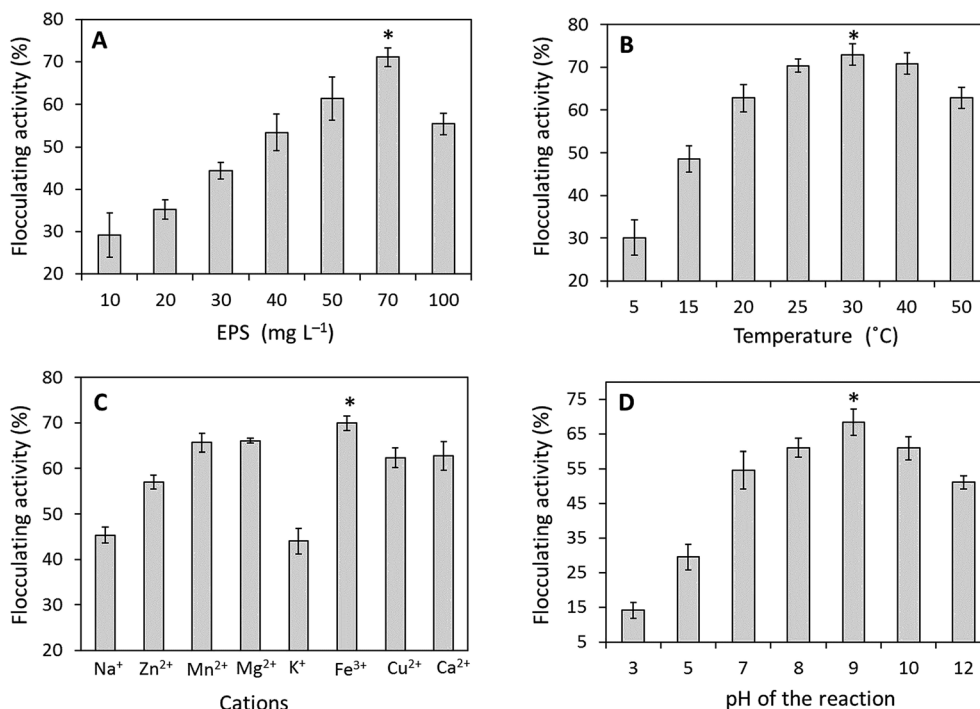 A
*
Flocculating activity (%)
80
70
60
50
40
30
20
10 20 30 40 50 70 100
EPS (mg L⁻¹)
B
*
Flocculating activity (%)
80
70
60
50
40
30
20
5 15 20 25 30 40 50
Temperature (˚C)
C
*
Flocculating activity (%)
80
70
60
50
40
30
20
Na⁺ Zn²⁺ Mn²⁺ Mg²⁺ K⁺ Fe³⁺ Cu²⁺ Ca²⁺
Cations
D
*
Flocculating activity (%)
75
65
55
45
35
25
15
5
3 5 7 8 9 10 12
pH of the reaction